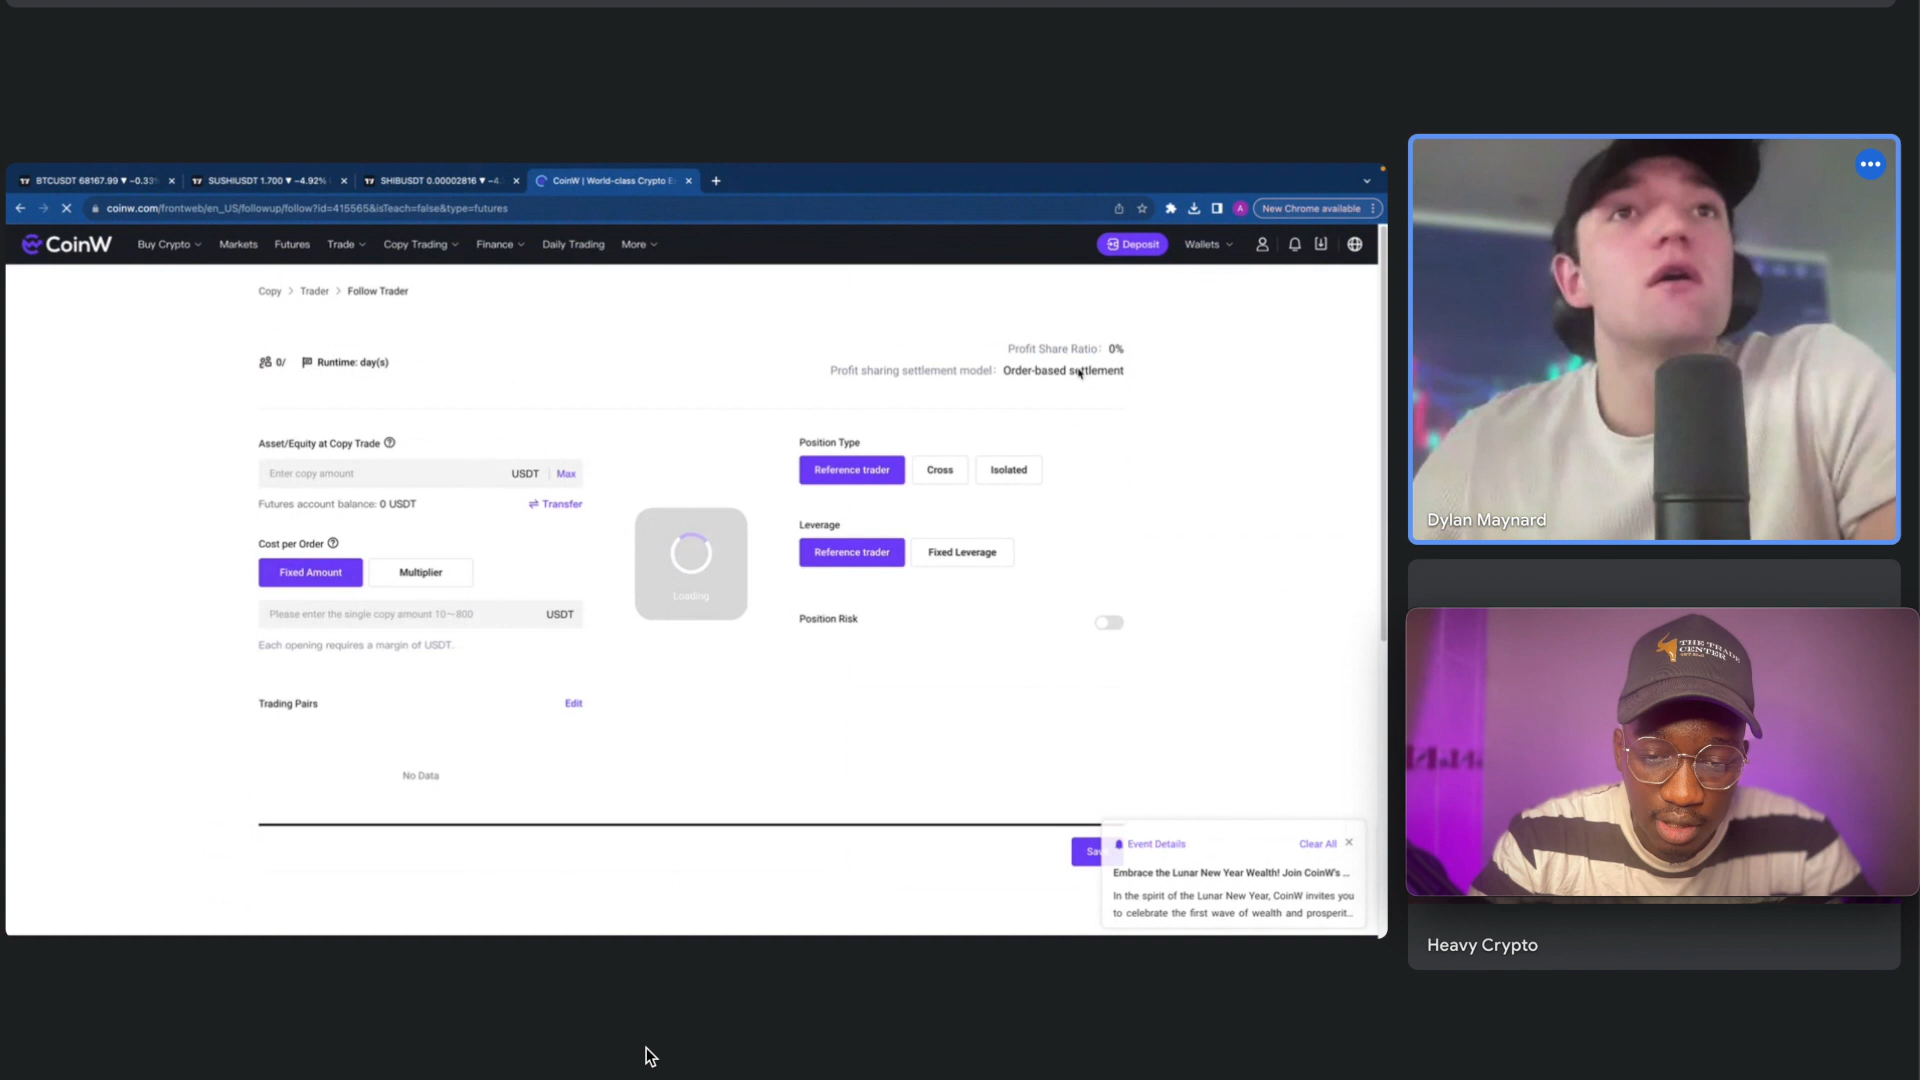 BTCUSDT 68167.99 ▼ −0.33
SUSHIUSDT 1.700 ▼ −4.92%
SHIBUSDT 0.00002816 ▼ −4.
CoinW | World-class Crypto E
coinw.com/frontweb/en_US/followup/follow?id=415565&isTeach=false&type=futures
A
New Chrome available
CoinW
Buy Crypto
Markets
Futures
Trade
Copy Trading
Finance
Daily Trading
More
Deposit
Wallets
Copy > Trader > Follow Trader
0/
Runtime: day(s)
Profit Share Ratio: 0%
Profit sharing settlement model: Order-based settlement
Asset/Equity at Copy Trade
Enter copy amount
USDT | Max
Futures account balance: 0 USDT
Transfer
Cost per Order
Fixed Amount
Multiplier
Please enter the single copy amount 10~800
USDT
Each opening requires a margin of USDT.
Trading Pairs
Edit
No Data
Loading
Position Type
Reference trader
Cross
Isolated
Leverage
Reference trader
Fixed Leverage
Position Risk
Sav
Event Details
Clear All
Embrace the Lunar New Year Wealth! Join CoinW's ...
In the spirit of the Lunar New Year, CoinW invites you
to celebrate the first wave of wealth and prosperit...
Dylan Maynard
THE TRADE
CENTER
Heavy Crypto